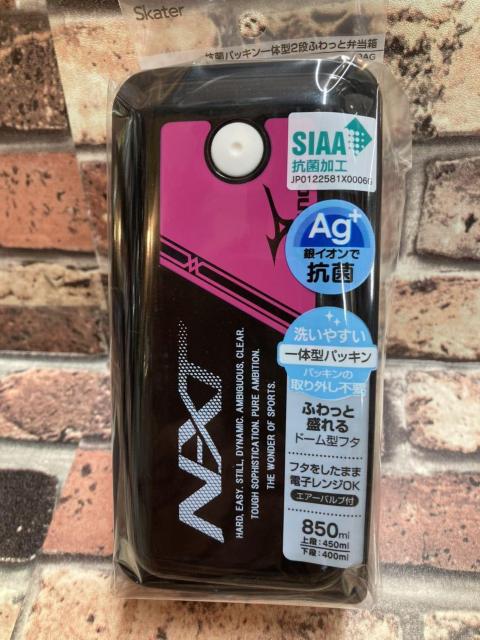 Skater
抗菌パッキン一体型2段ふわっと弁当箱
SIAA
抗菌加工
JP0122581X0006G
Ag+
銀イオンで
抗菌
洗いやすい
一体型パッキン
パッキンの
取り外し不要
ふわっと
盛れる
ドーム型フタ
フタをしたまま
電子レンジOK
エアーバルブ付
850ml
上段:450ml
下段:400ml
NEXT
HARD, EASY. STILL, DYNAMIC. AMBIGUOUS, CLEAR.
TOUGH SOPHISTICATION. PURE AMBITION.
THE WONDER OF SPORTS.